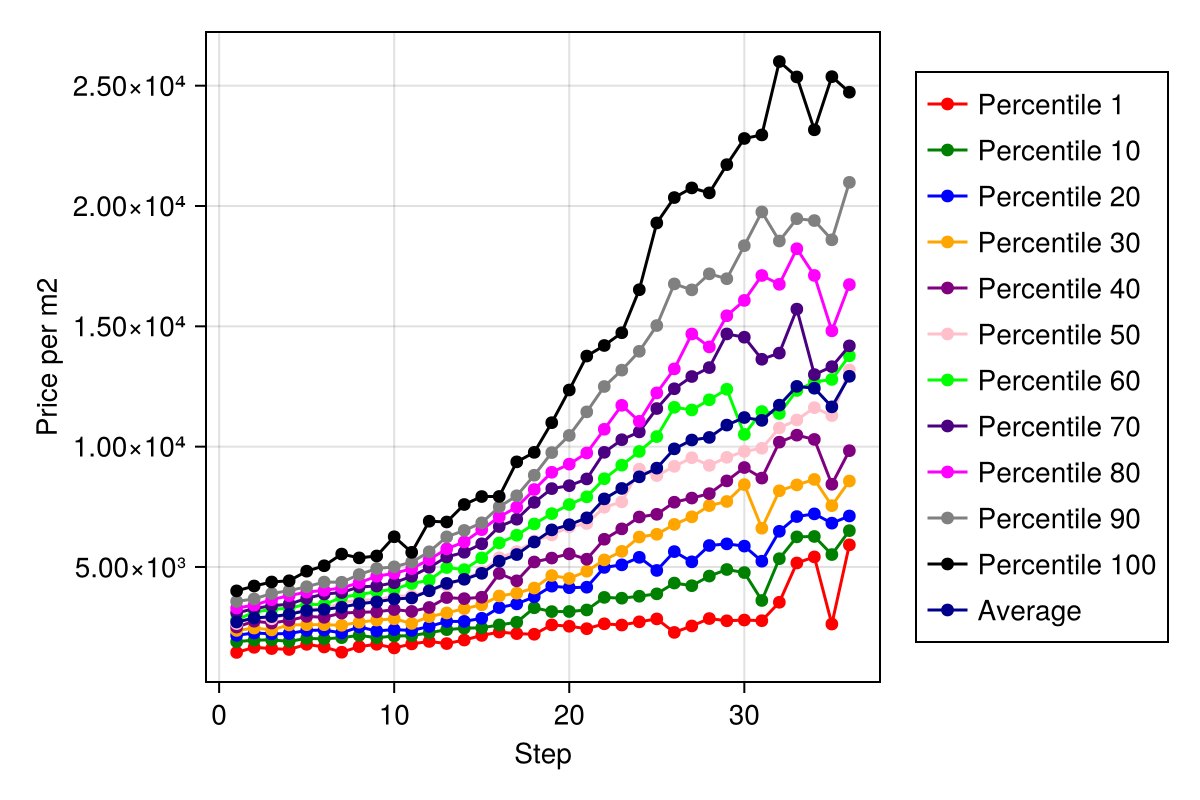 2.50×10⁴
2.00×10⁴
1.50×10⁴
1.00×10⁴
5.00×10³
Price per m2
0 10 20 30
Step
Percentile 1
Percentile 10
Percentile 20
Percentile 30
Percentile 40
Percentile 50
Percentile 60
Percentile 70
Percentile 80
Percentile 90
Percentile 100
Average